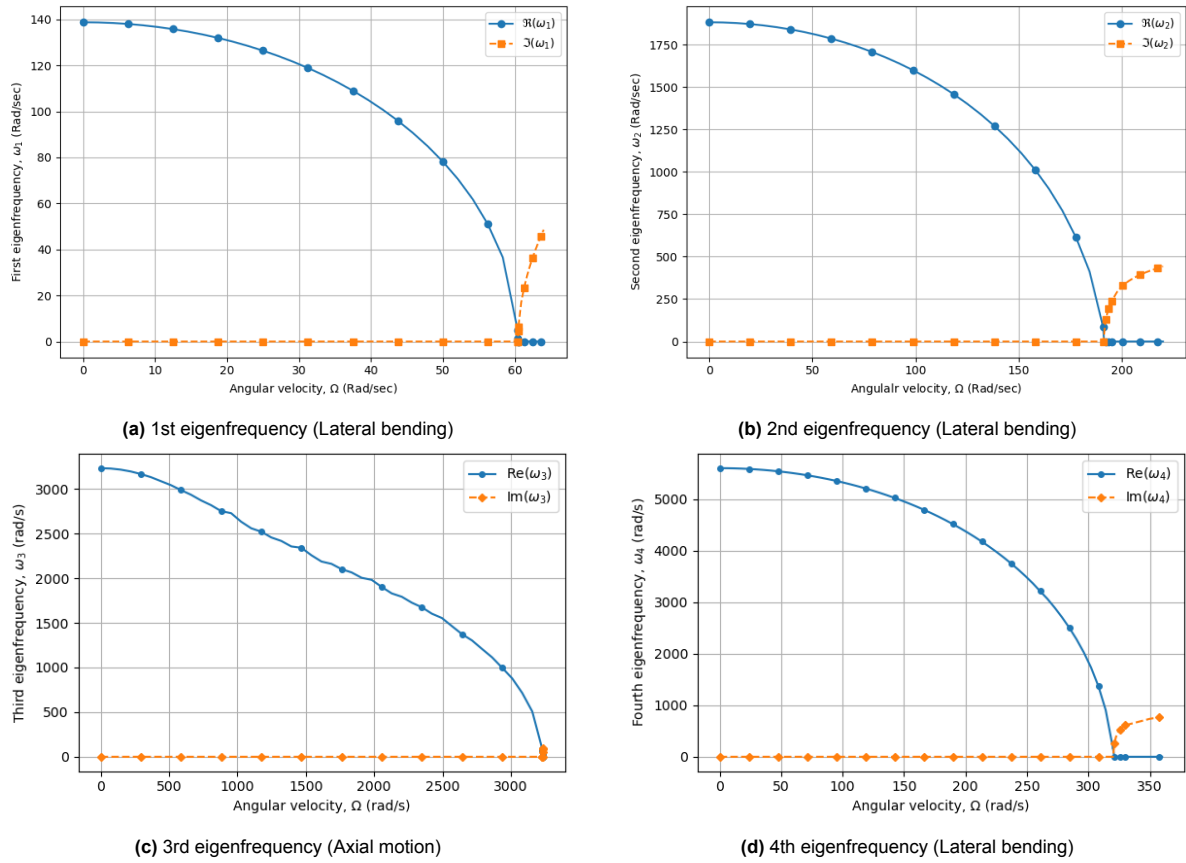 140
120
100
80
60
40
20
0
First eigenfrequency, ω₁ (Rad/sec)
ℜ(ω₁)
ℑ(ω₁)
0 10 20 30 40 50 60
Angular velocity, Ω (Rad/sec)
(a) 1st eigenfrequency (Lateral bending)
1750
1500
1250
1000
750
500
250
0
Second eigenfrequency, ω₂ (Rad/sec)
ℜ(ω₂)
ℑ(ω₂)
0 50 100 150 200
Angualalr velocity, Ω (Rad/sec)
(b) 2nd eigenfrequency (Lateral bending)
3000
2500
2000
1500
1000
500
0
Third eigenfrequency, ω₃ (rad/s)
Re(ω₃)
Im(ω₃)
0 500 1000 1500 2000 2500 3000
Angular velocity, Ω (rad/s)
(c) 3rd eigenfrequency (Axial motion)
5000
4000
3000
2000
1000
0
Fourth eigenfrequency, ω₄ (rad/s)
Re(ω₄)
Im(ω₄)
0 50 100 150 200 250 300 350
Angular velocity, Ω (rad/s)
(d) 4th eigenfrequency (Lateral bending)